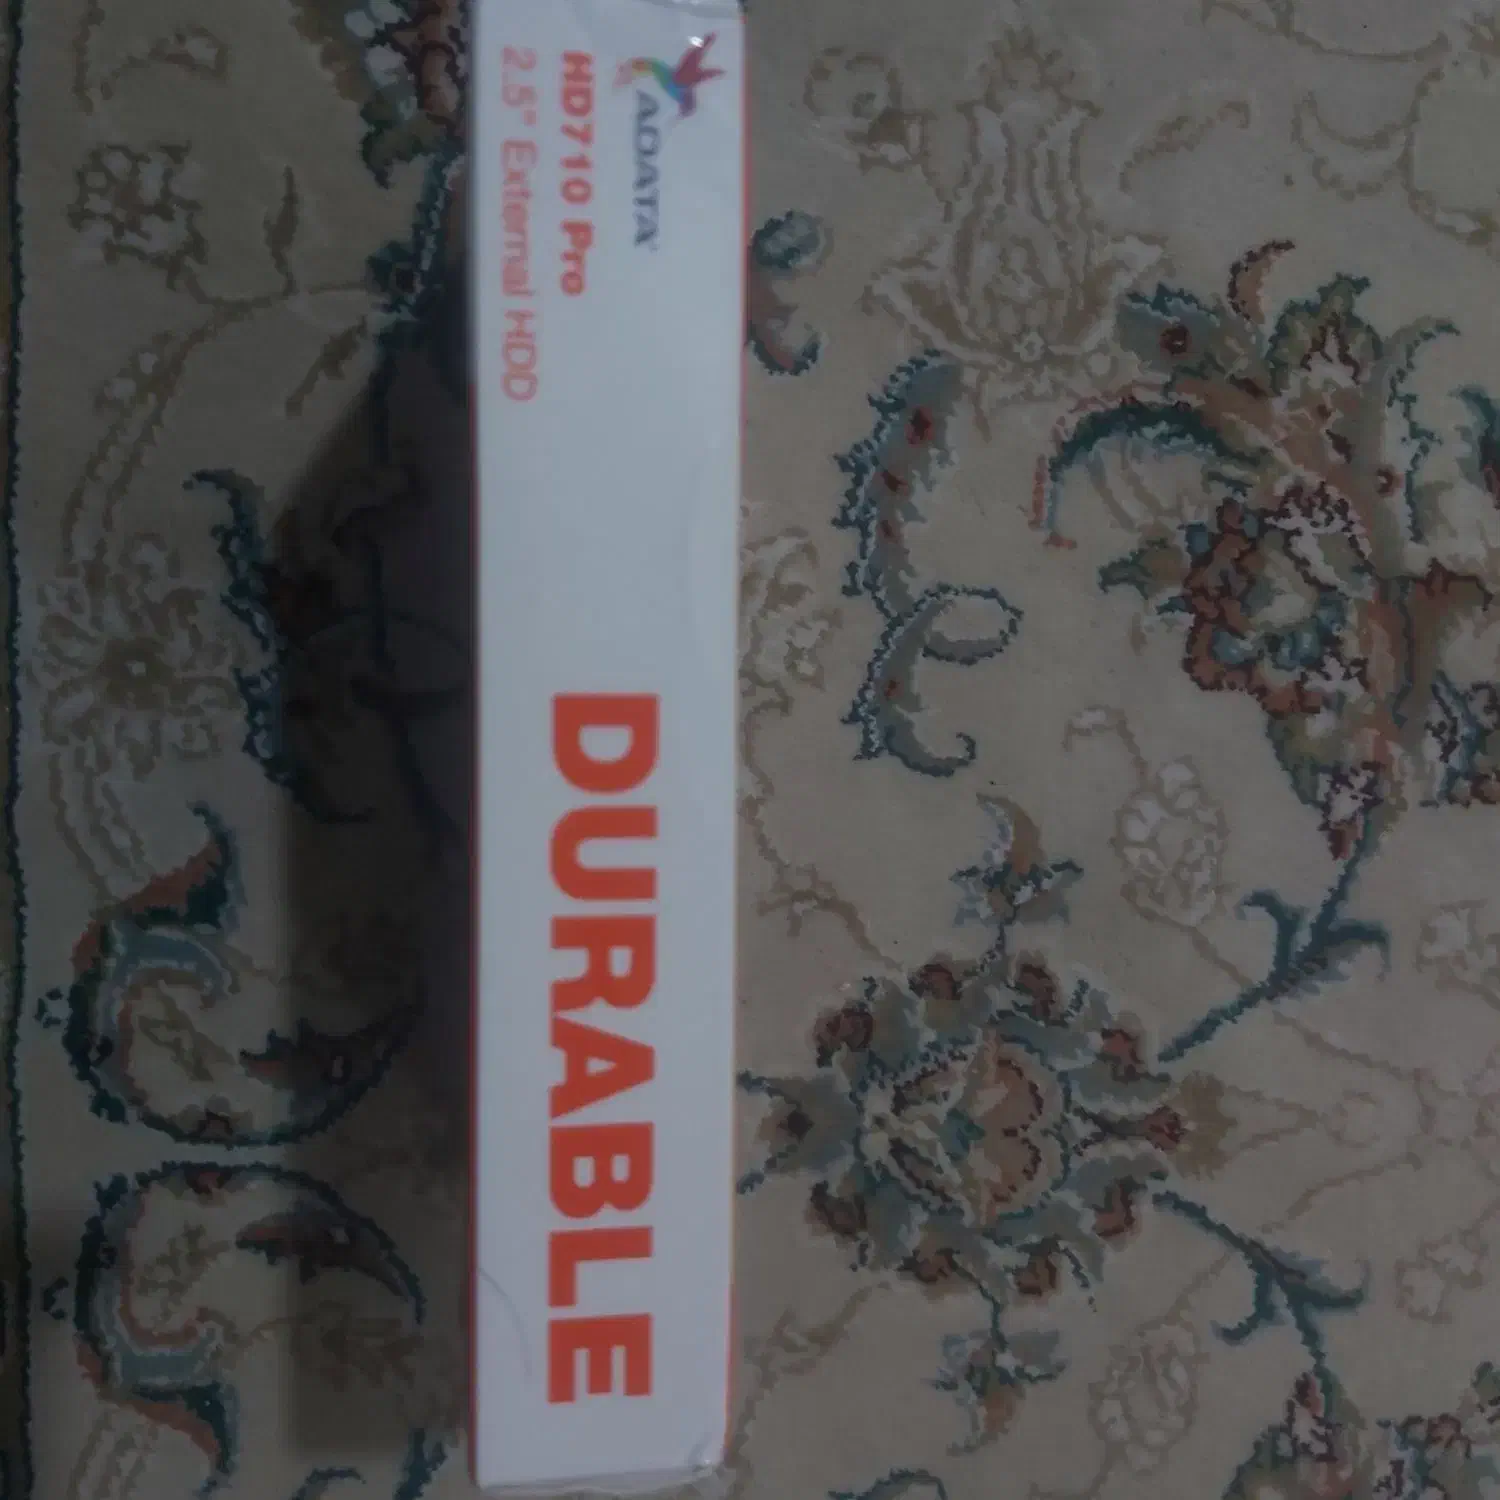 ADATA
HD710 Pro
2.5" External HDD
DURABLE